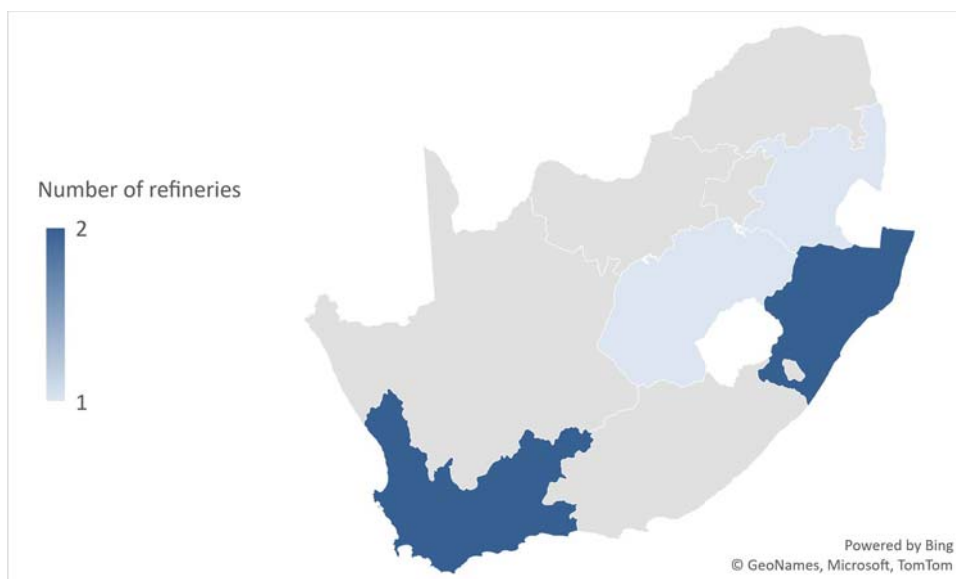 Number of refineries
2
1
Powered by Bing
© GeoNames, Microsoft, TomTom